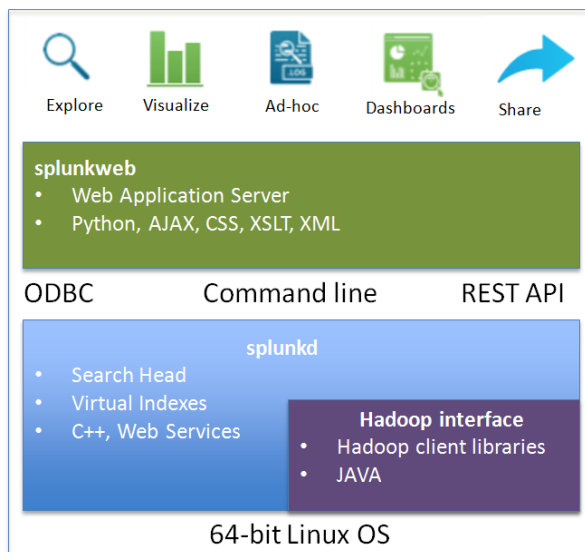 Explore Visualize Ad-hoc Dashboards Share
LOG
splunkweb
• Web Application Server
• Python, AJAX, CSS, XSLT, XML
ODBC Command line REST API
splunkd
• Search Head
• Virtual Indexes
• C++, Web Services
Hadoop interface
• Hadoop client libraries
• JAVA
64-bit Linux OS